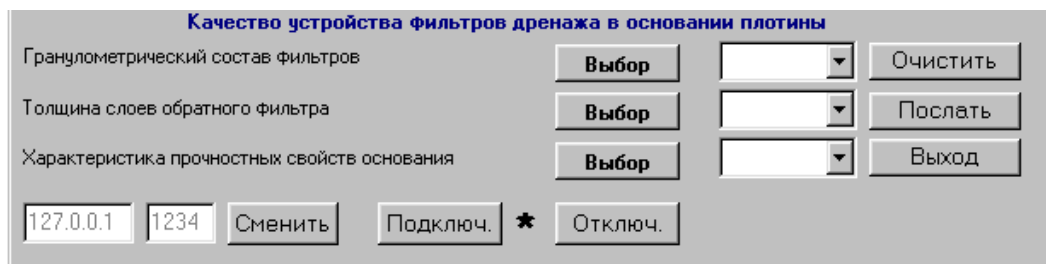 Качество устройства фильтров дренажа в основании плотины
Гранулометрический состав фильтров Выбор Очистить
Толщина слоев обратного фильтра Выбор Послать
Характеристика прочностных свойств основания Выбор Выход
127.0.0.1 1234 Сменить Подключ. * Отключ.